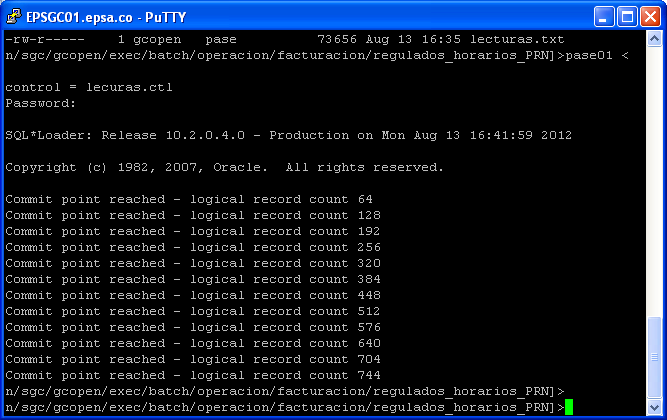 EPSGC01.epsa.co - PuTTY
-rw-r-----    1 gcopen   pase          73656 Aug 13 16:35 lecturas.txt
n/sgc/gcopen/exec/batch/operacion/facturacion/regulados_horarios_PRN]>pase01 <
control = lecuras.ctl
Password:
SQL*Loader: Release 10.2.0.4.0 - Production on Mon Aug 13 16:41:59 2012
Copyright (c) 1982, 2007, Oracle.  All rights reserved.
Commit point reached - logical record count 64
Commit point reached - logical record count 128
Commit point reached - logical record count 192
Commit point reached - logical record count 256
Commit point reached - logical record count 320
Commit point reached - logical record count 384
Commit point reached - logical record count 448
Commit point reached - logical record count 512
Commit point reached - logical record count 576
Commit point reached - logical record count 640
Commit point reached - logical record count 704
Commit point reached - logical record count 744
n/sgc/gcopen/exec/batch/operacion/facturacion/regulados_horarios_PRN]>
n/sgc/gcopen/exec/batch/operacion/facturacion/regulados_horarios_PRN]>